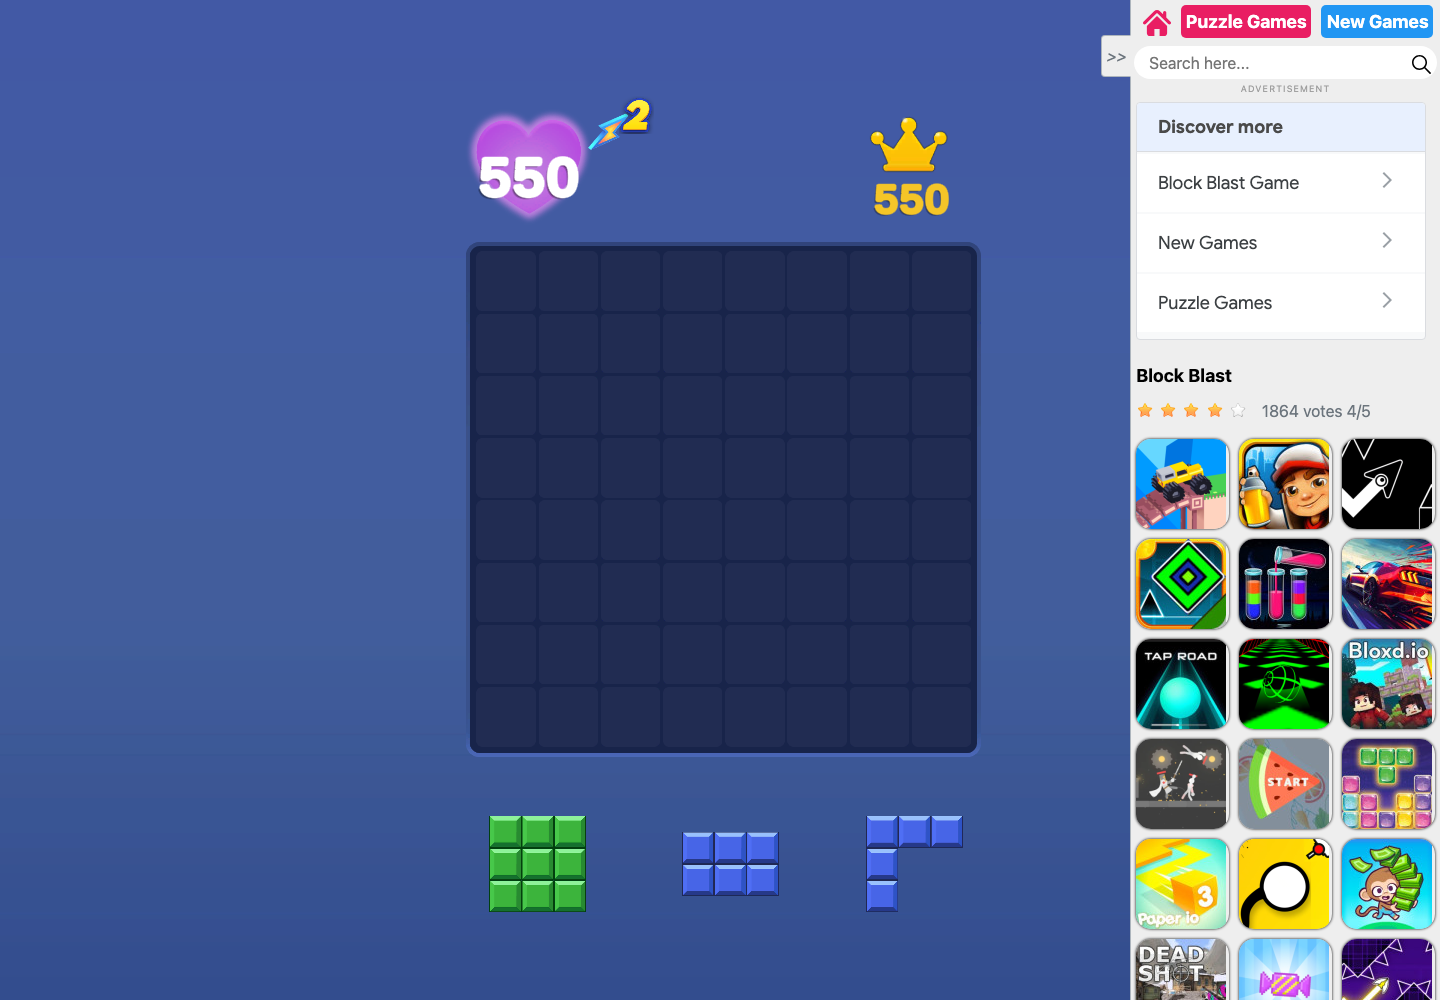 Puzzle Games
New Games
>>
Search here...
ADVERTISEMENT
2
550
550
Discover more
Block Blast Game
New Games
Puzzle Games
Block Blast
1864 votes 4/5
TAP ROAD
Bloxd.io
START
3
Paper.io
DEAD
SHOT